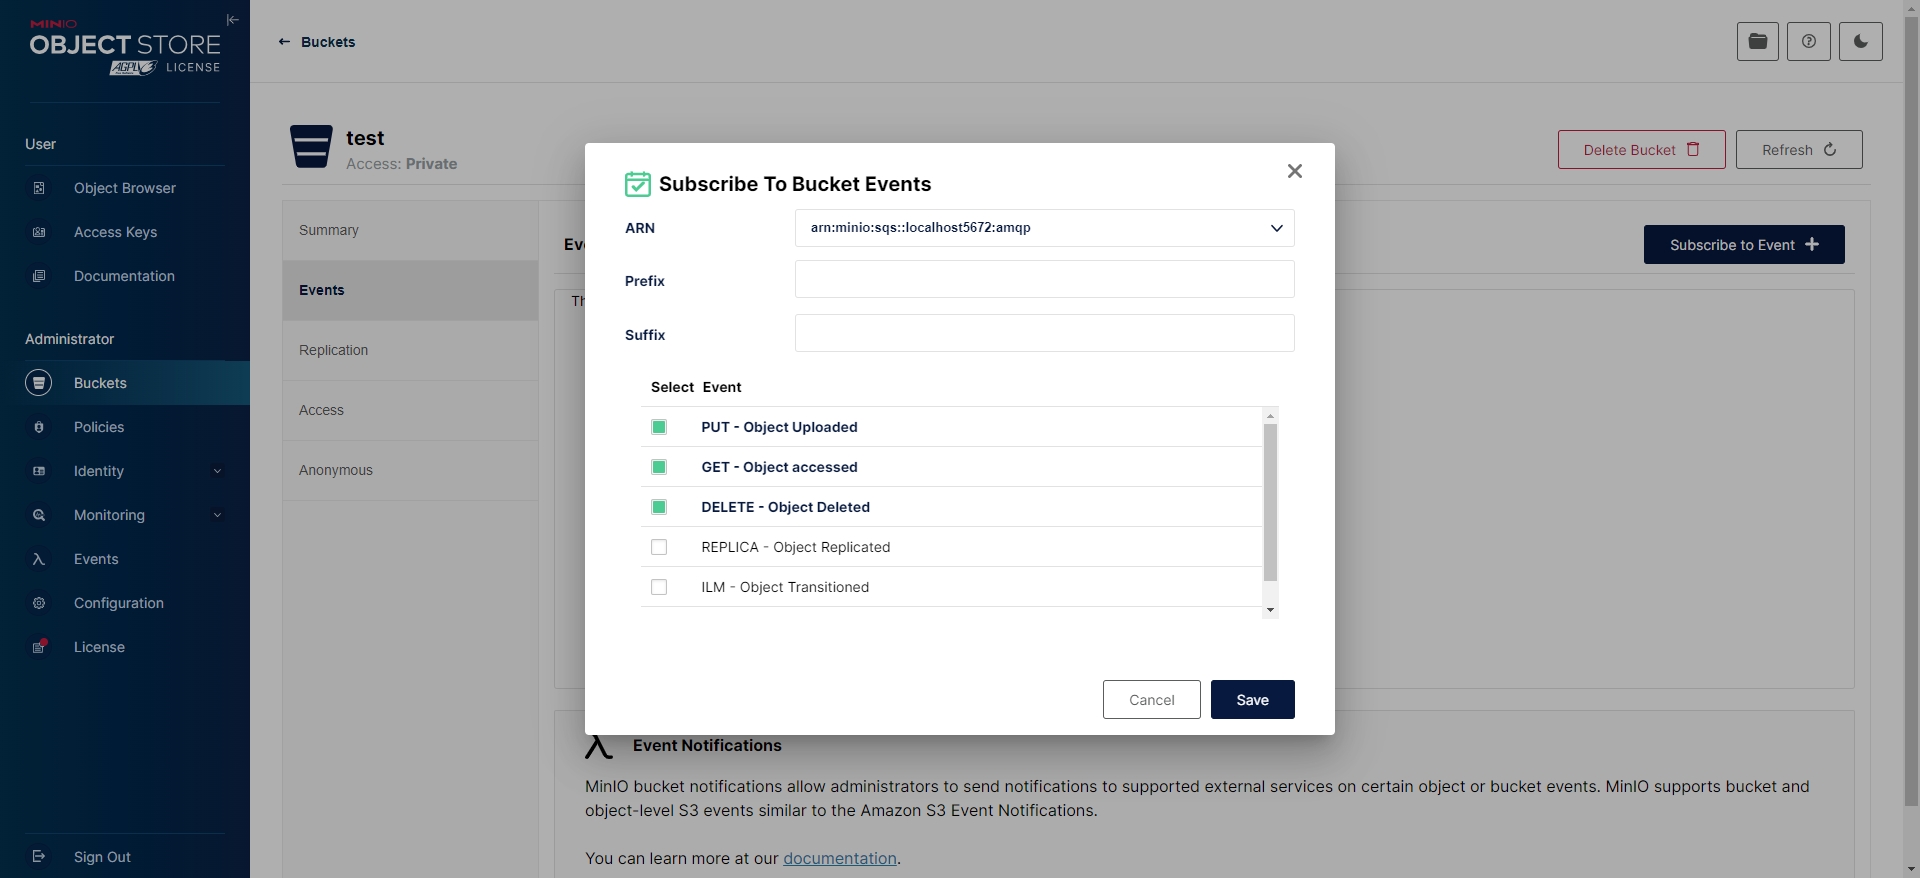 MINIO
OBJECT STORE
AGPLv3 LICENSE
User
Object Browser
Access Keys
Documentation
Administrator
Buckets
Policies
Identity
Monitoring
Events
Configuration
License
Sign Out
Buckets
test
Access: Private
Delete Bucket
Refresh
Summary
Events
Replication
Access
Anonymous
Subscribe to Event
Subscribe To Bucket Events
ARN
arn:minio:sqs::localhost5672:amqp
Prefix
Suffix
Select Event
PUT - Object Uploaded
GET - Object accessed
DELETE - Object Deleted
REPLICA - Object Replicated
ILM - Object Transitioned
Cancel
Save
Event Notifications
MinIO bucket notifications allow administrators to send notifications to supported external services on certain object or bucket events. MinIO supports bucket and
object-level S3 events similar to the Amazon S3 Event Notifications.
You can learn more at our documentation.